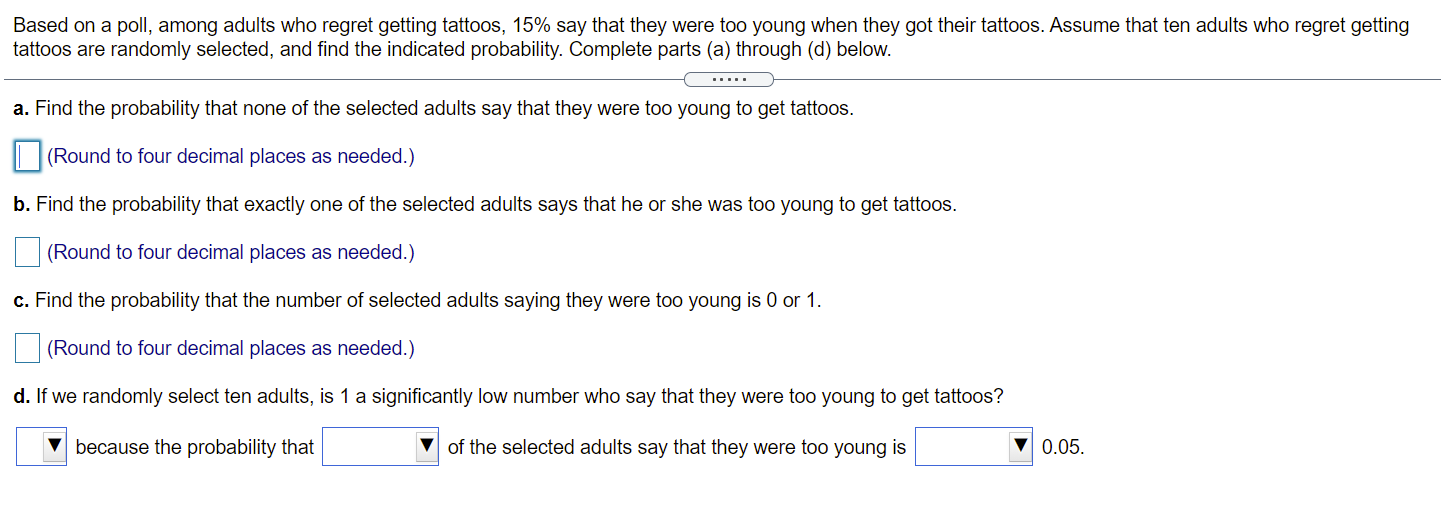 Based on a poll, among adults who regret getting tattoos, 15% say that they were too young when they got their tattoos. Assume that ten adults who regret getting
tattoos are randomly selected, and find the indicated probability. Complete parts (a) through (d) below.
a. Find the probability that none of the selected adults say that they were too young to get tattoos.
(Round to four decimal places as needed.)
b. Find the probability that exactly one of the selected adults says that he or she was too young to get tattoos.
(Round to four decimal places as needed.)
c. Find the probability that the number of selected adults saying they were too young is 0 or 1.
(Round to four decimal places as needed.)
d. If we randomly select ten adults, is 1 a significantly low number who say that they were too young to get tattoos?
because the probability that of the selected adults say that they were too young is 0.05.